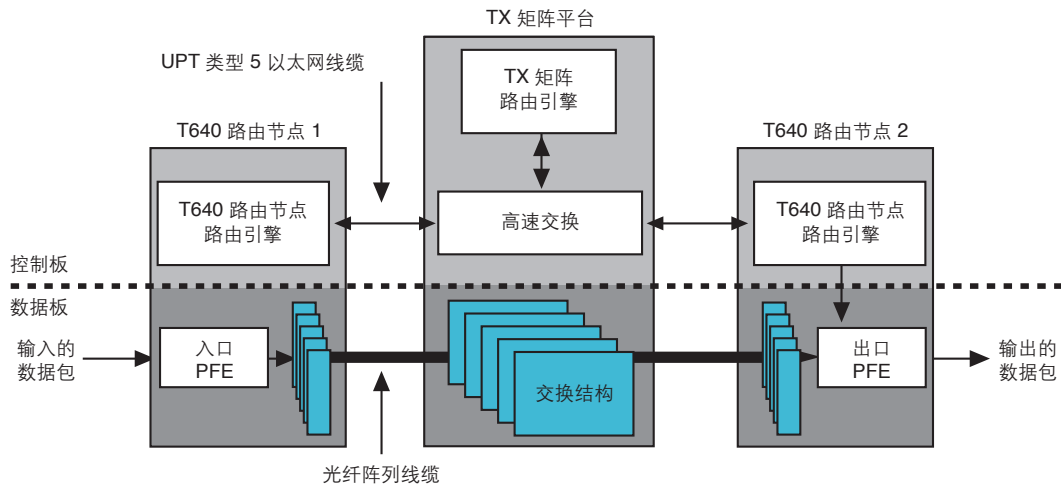 TX 矩阵平台
UPT 类型 5 以太网线缆
TX 矩阵
路由引擎
T640 路由节点 1
T640 路由节点 2
T640 路由节点
路由引擎
高速交换
T640 路由节点
路由引擎
控制板
数据板
输入的
数据包
入口
PFE
交换结构
出口
PFE
输出的
数据包
光纤阵列线缆